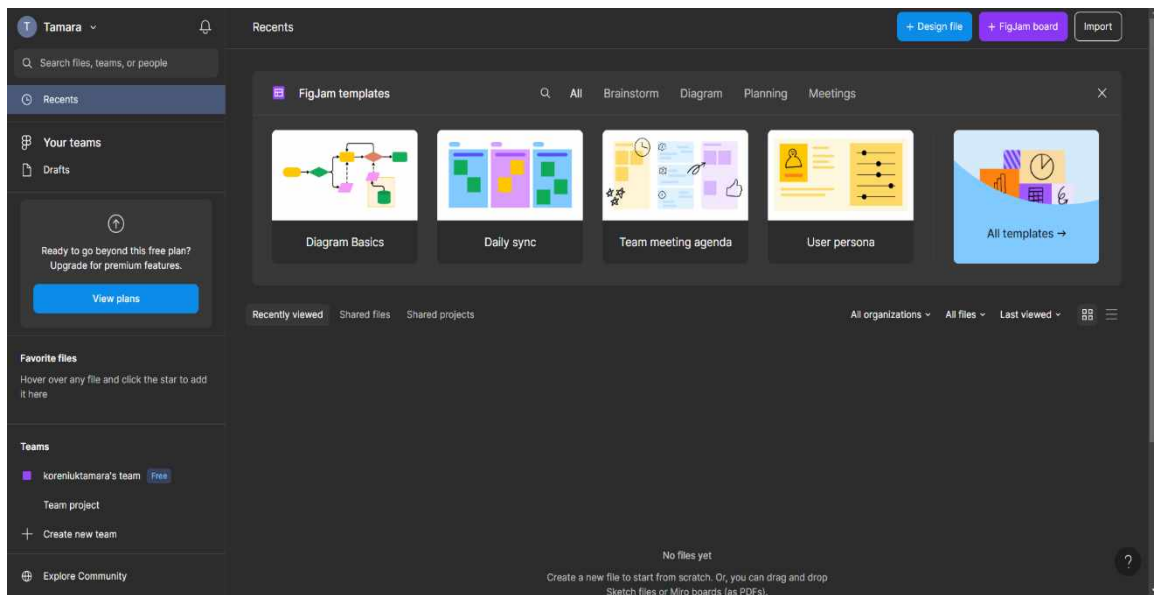 T Tamara
Search files, teams, or people
Recents
Your teams
Drafts
Ready to go beyond this free plan?
Upgrade for premium features.
View plans
Favorite files
Hover over any file and click the star to add
it here
Teams
koreniuktamara's team Free
Team project
+ Create new team
Explore Community
Recents
+ Design file + FigJam board Import
FigJam templates All Brainstorm Diagram Planning Meetings
Diagram Basics Daily sync Team meeting agenda User persona All templates →
Recently viewed Shared files Shared projects All organizations All files Last viewed
No files yet
Create a new file to start from scratch. Or, you can drag and drop
Sketch files or Miro boards (as PDFs).
?